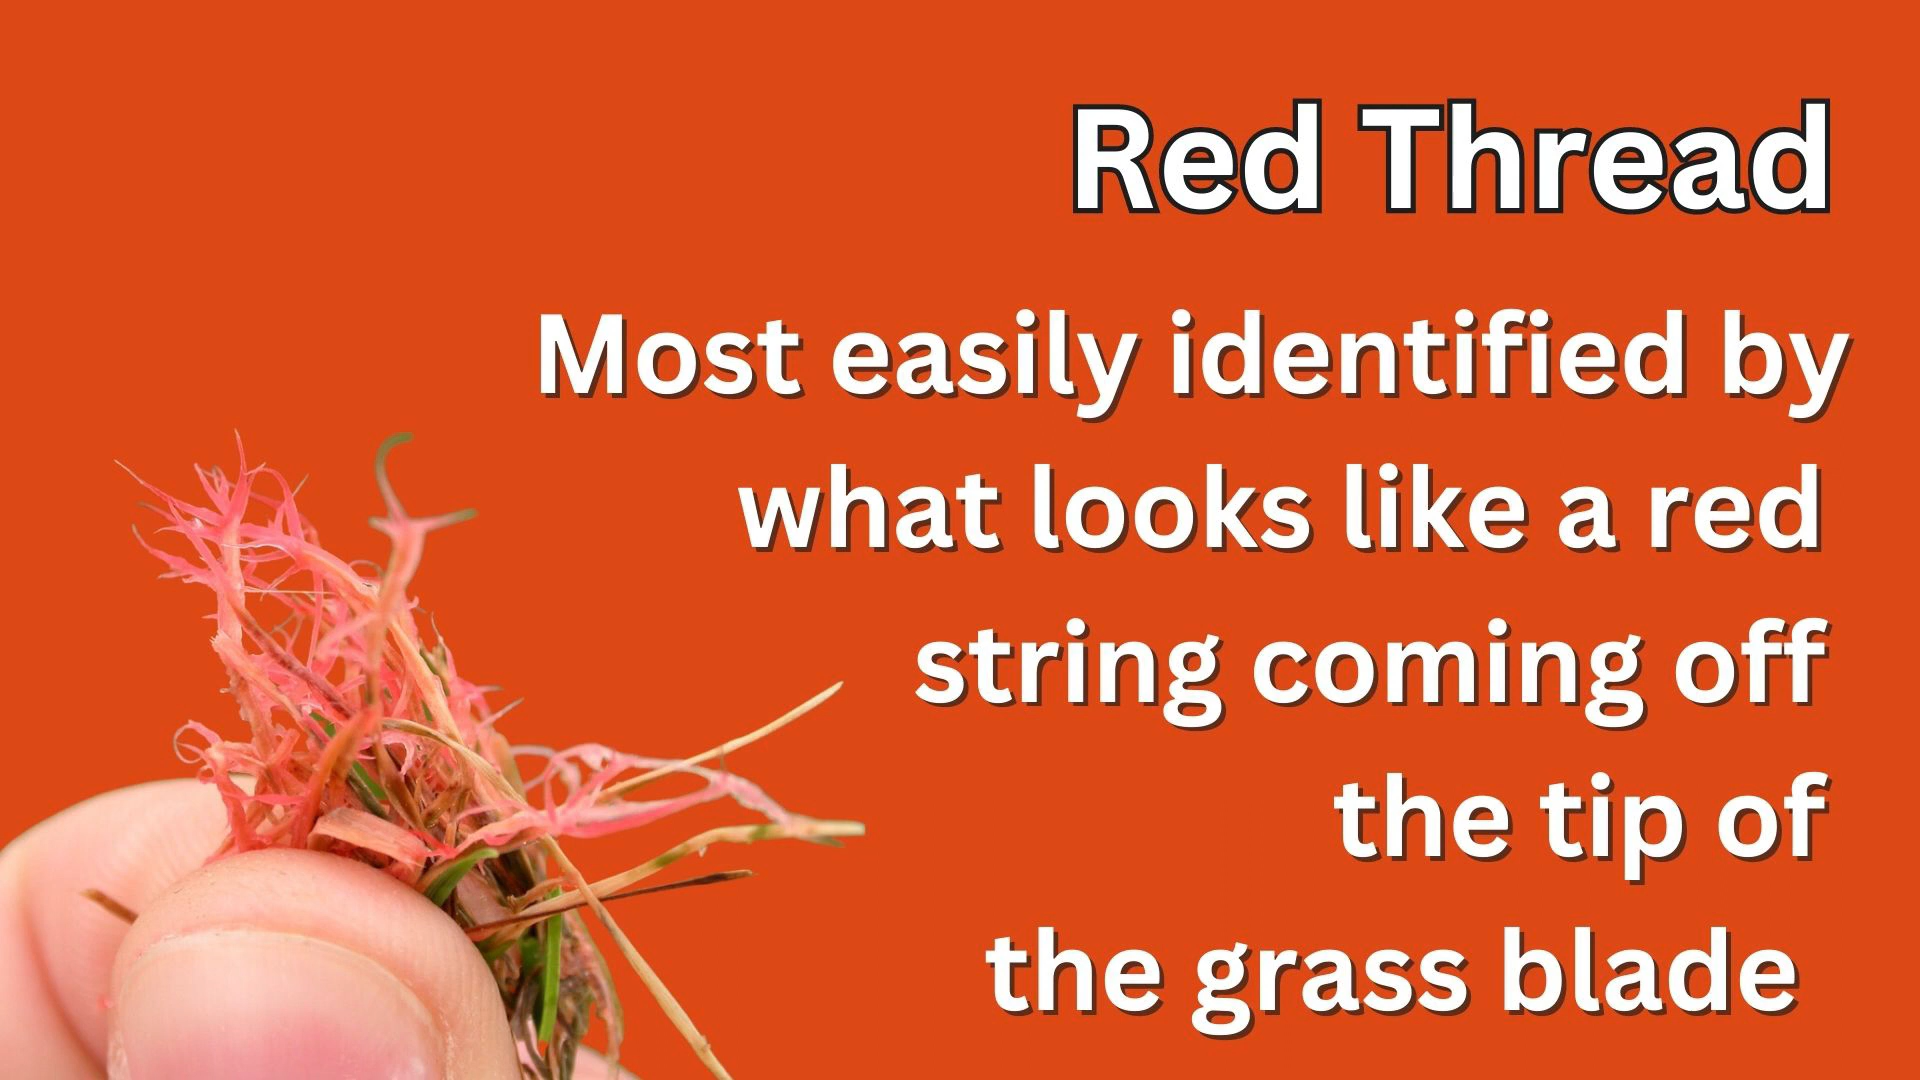 Red Thread
Most easily identified by
what looks like a red
string coming off
the tip of
the grass blade